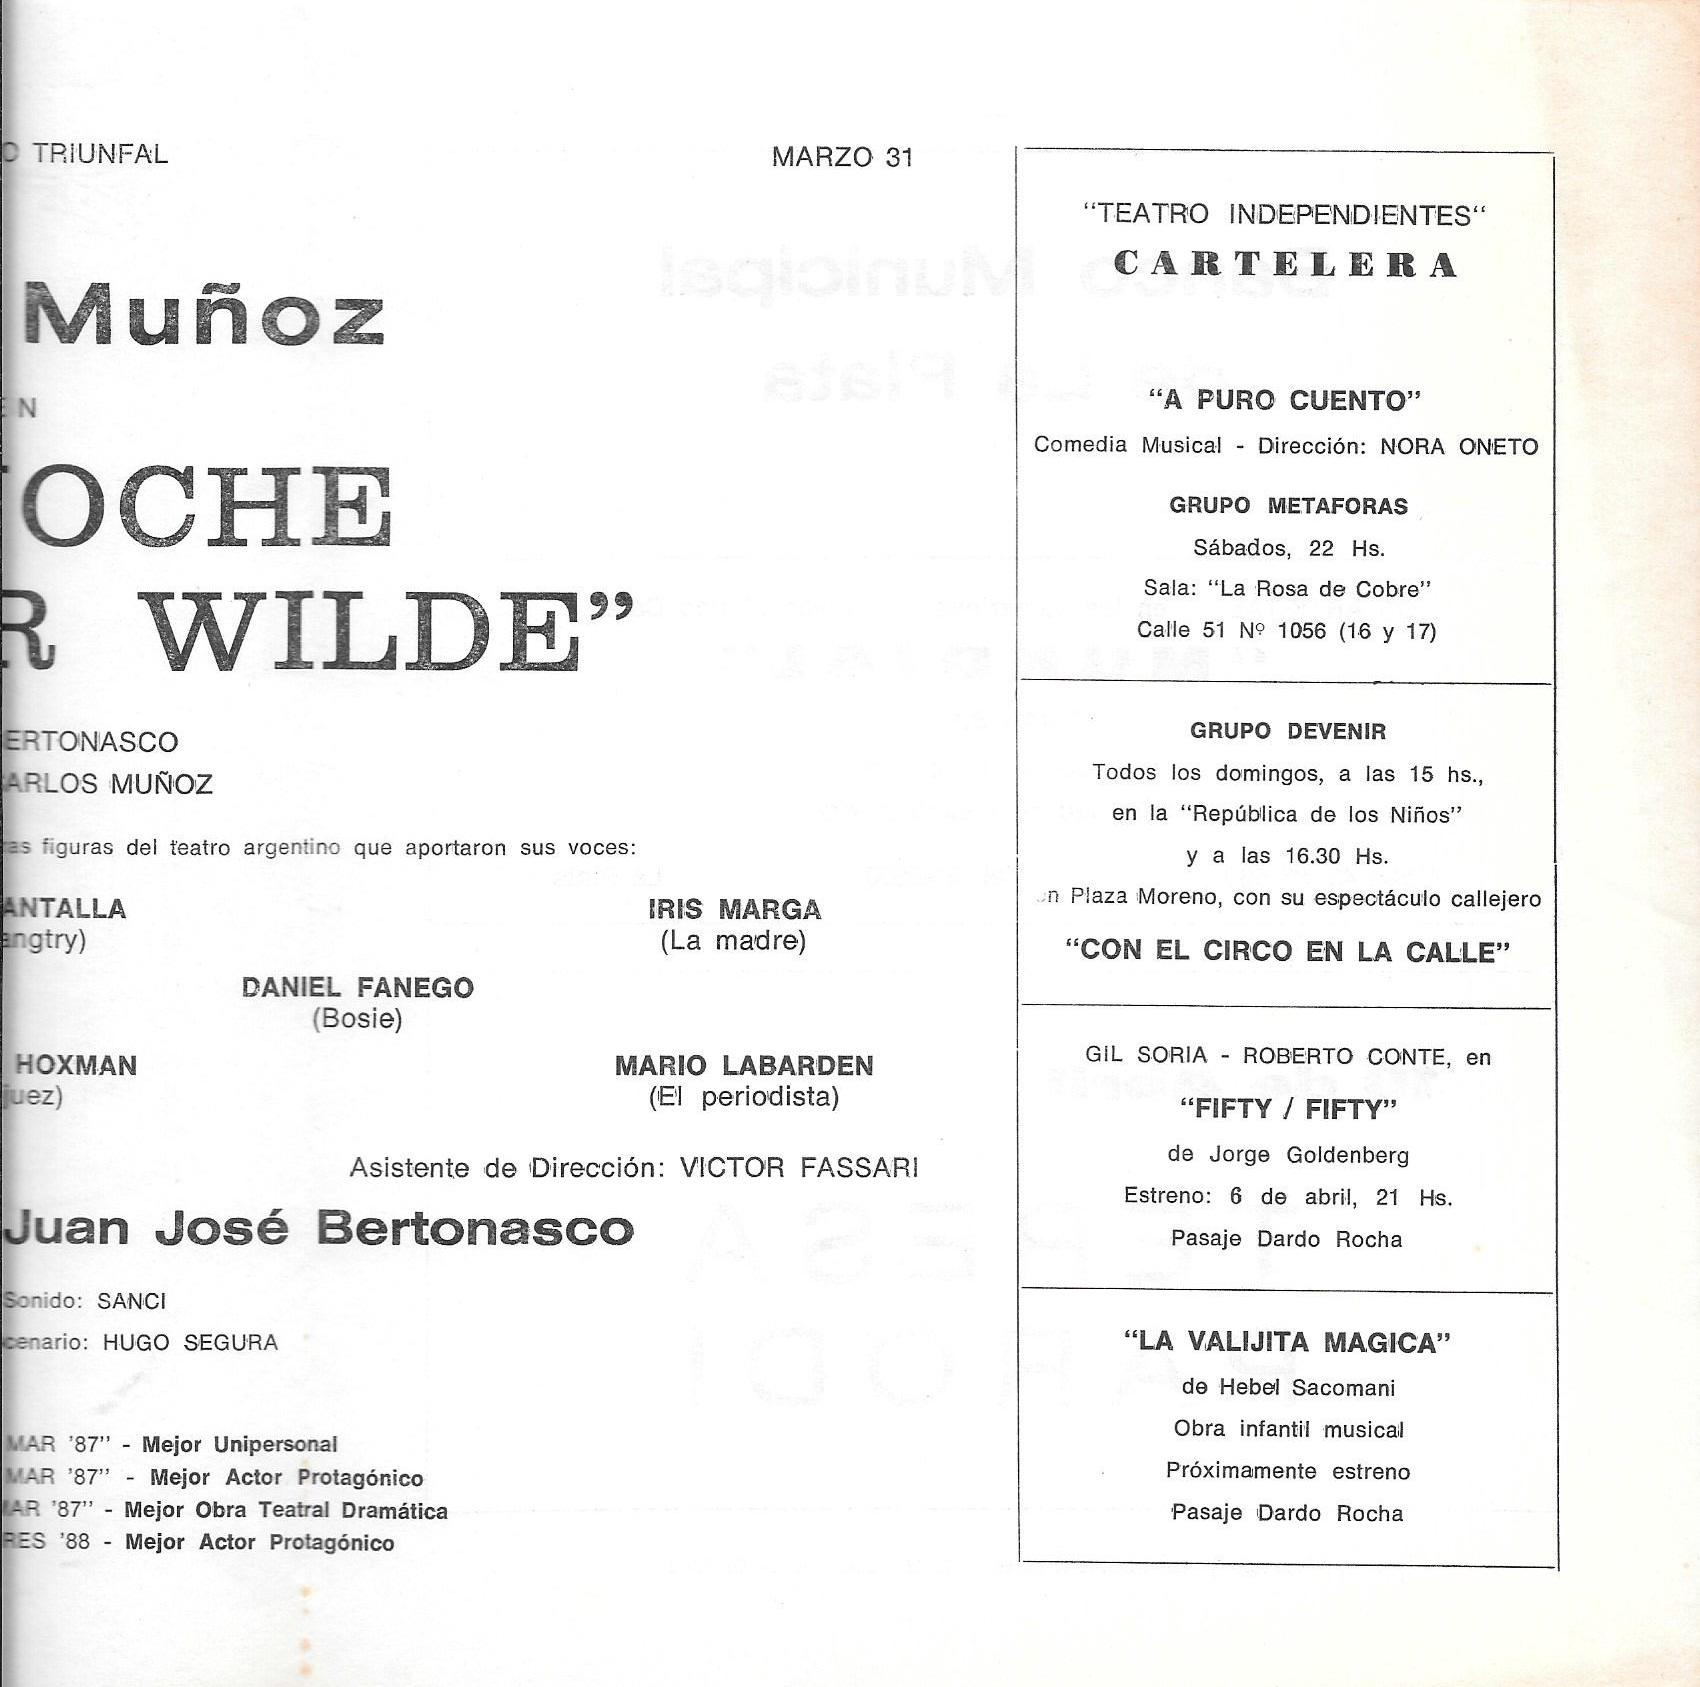 O TRIUNFAL
MARZO 31
Muñoz
EN
OCHE
R WILDE”
ERTONASCO
ARLOS MUÑOZ
as figuras del teatro argentino que aportaron sus voces:
ANTALLA
angtry)
IRIS MARGA
(La madre)
DANIEL FANEGO
(Bosie)
HOXMAN
juez)
MARIO LABARDEN
(El periodista)
Asistente de Dirección: VICTOR FASSARI
Juan José Bertonasco
Sonido: SANCI
cenario: HUGO SEGURA
MAR ’87” - Mejor Unipersonal
MAR ’87” - Mejor Actor Protagónico
AR ’87” - Mejor Obra Teatral Dramática
RES ’88 - Mejor Actor Protagónico
“TEATRO INDEPENDIENTES“
CARTELERA
“A PURO CUENTO”
Comedia Musical - Dirección: NORA ONETO
GRUPO METAFORAS
Sábados, 22 Hs.
Sala: “La Rosa de Cobre”
Calle 51 Nº 1056 (16 y 17)
GRUPO DEVENIR
Todos los domingos, a las 15 hs.,
en la “República de los Niños”
y a las 16.30 Hs.
en Plaza Moreno, con su espectáculo callejero
“CON EL CIRCO EN LA CALLE”
GIL SORIA - ROBERTO CONTE, en
“FIFTY / FIFTY”
de Jorge Goldenberg
Estreno: 6 de abril, 21 Hs.
Pasaje Dardo Rocha
“LA VALIJITA MAGICA”
de Hebel Sacomani
Obra infantil musical
Próximamente estreno
Pasaje Dardo Rocha